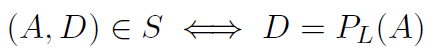 (A, D) ∈ S ⟺ D = P_L(A)